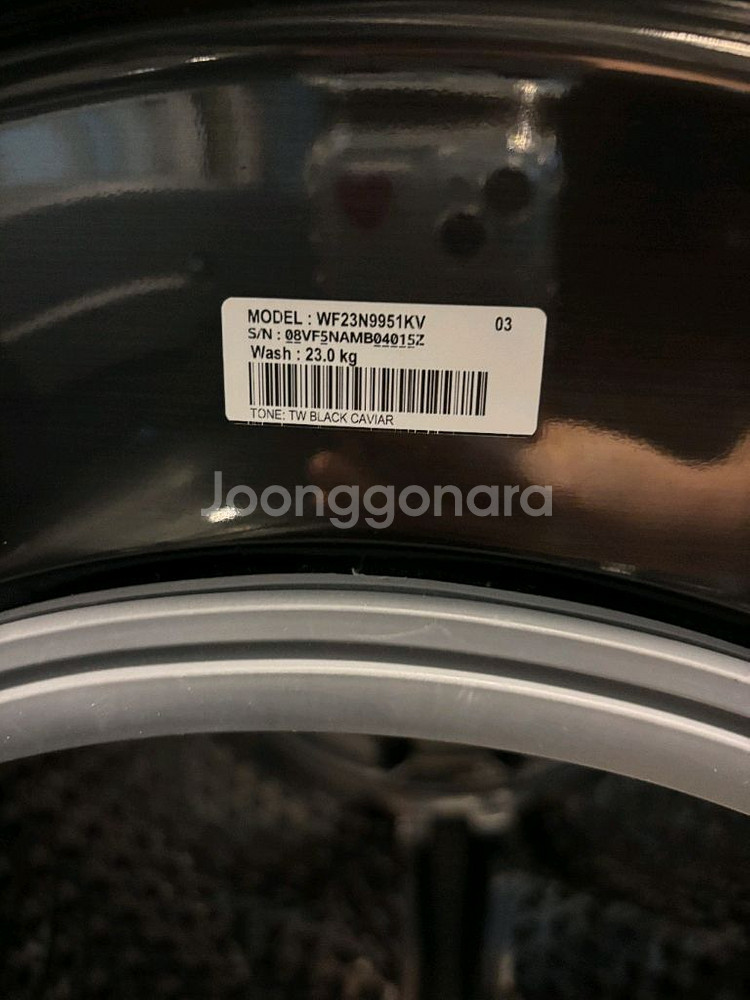 MODEL : WF23N9951KV 03
S/N : 08VF5NAMB04015Z
Wash : 23.0 kg
TONE: TW BLACK CAVIAR
Joonggonara